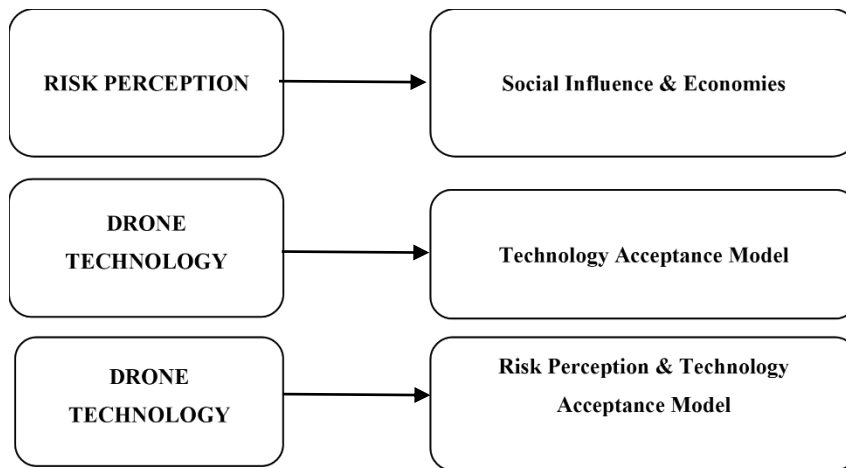 RISK PERCEPTION
Social Influence & Economies
DRONE
TECHNOLOGY
Technology Acceptance Model
DRONE
TECHNOLOGY
Risk Perception & Technology
Acceptance Model